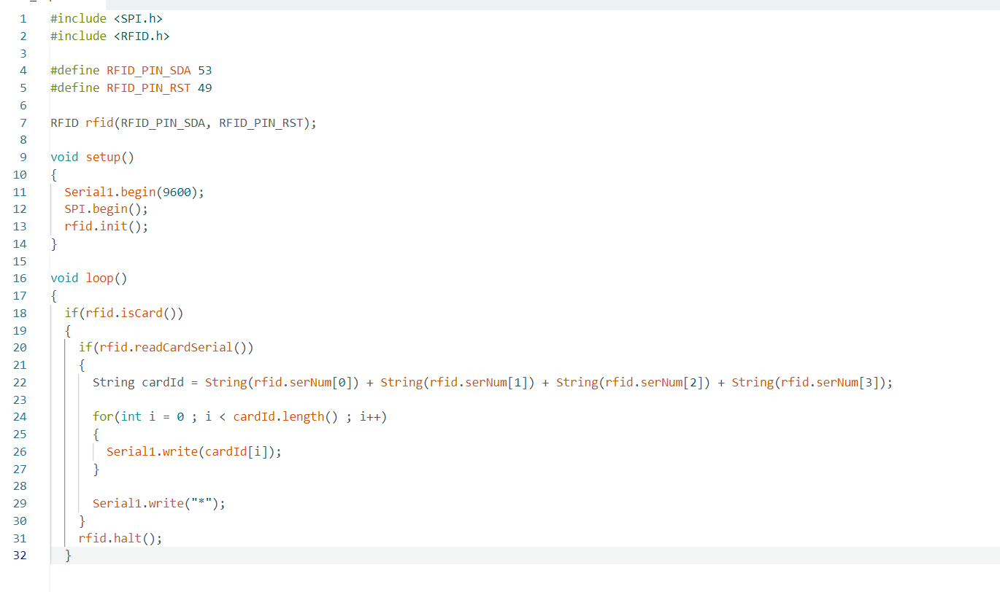 1 #include <SPI.h>
2 #include <RFID.h>
3
4 #define RFID_PIN_SDA 53
5 #define RFID_PIN_RST 49
6
7 RFID rfid(RFID_PIN_SDA, RFID_PIN_RST);
8
9 void setup()
10 {
11   Serial1.begin(9600);
12   SPI.begin();
13   rfid.init();
14 }
15
16 void loop()
17 {
18   if(rfid.isCard())
19   {
20     if(rfid.readCardSerial())
21     {
22       String cardId = String(rfid.serNum[0]) + String(rfid.serNum[1]) + String(rfid.serNum[2]) + String(rfid.serNum[3]);
23
24       for(int i = 0 ; i < cardId.length() ; i++)
25       {
26         Serial1.write(cardId[i]);
27       }
28
29       Serial1.write("*");
30     }
31     rfid.halt();
32   }